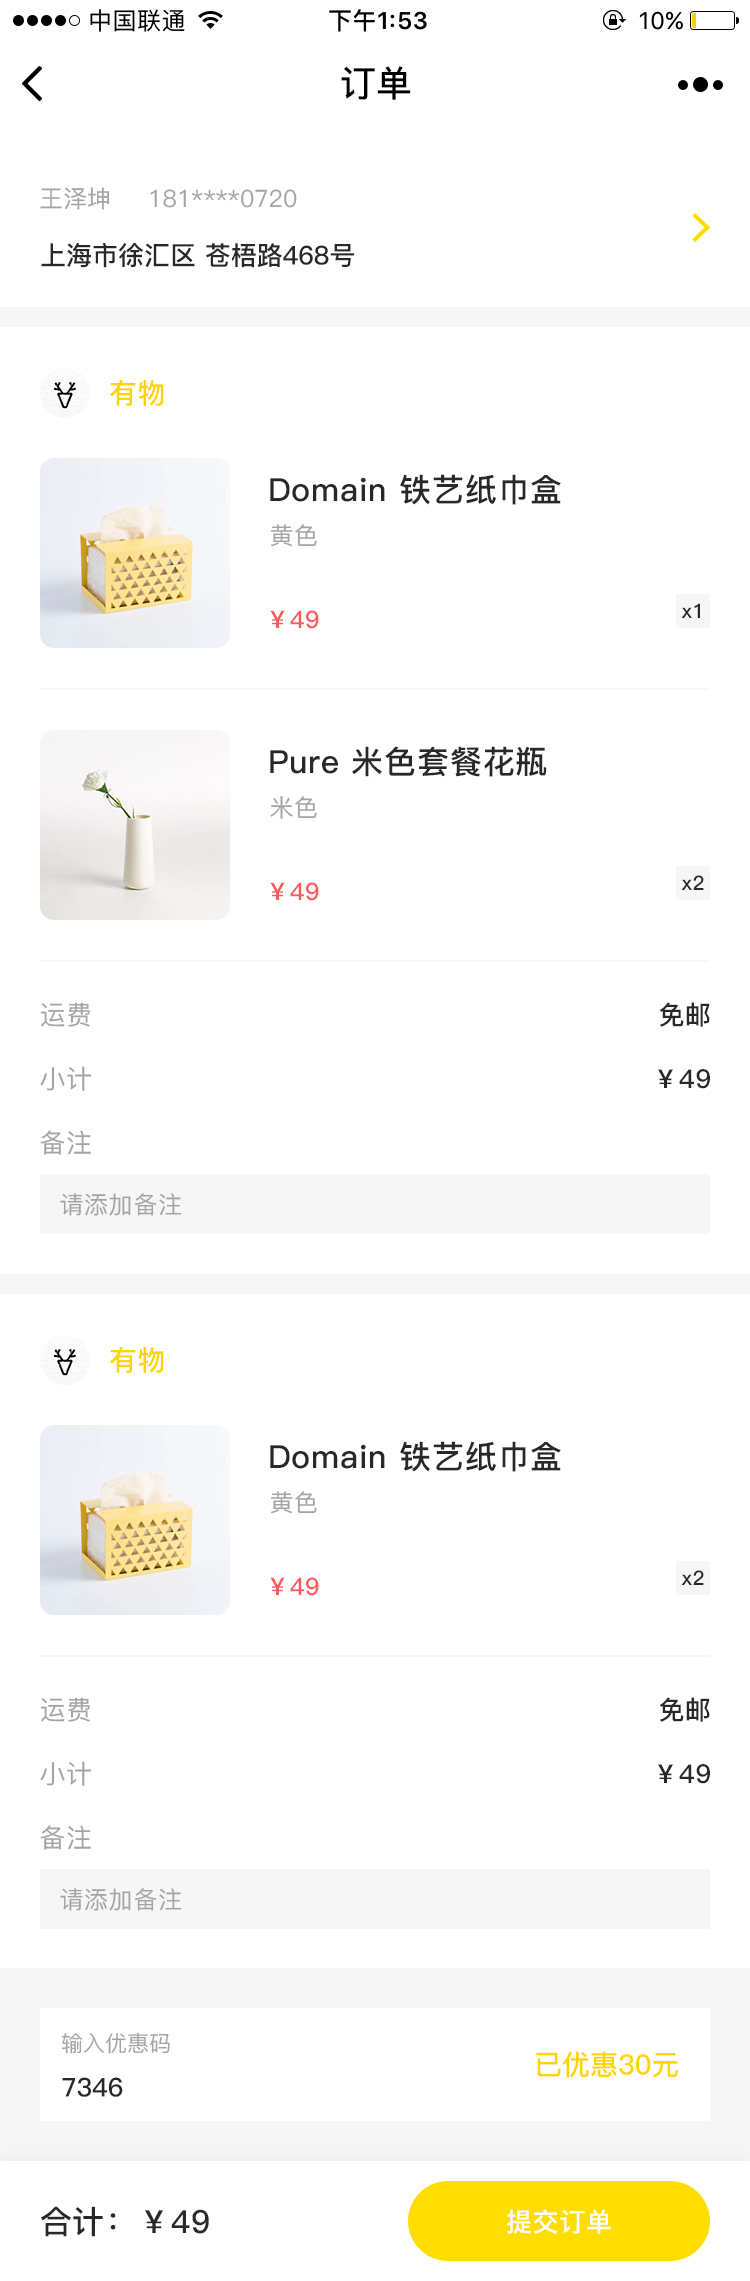 中国联通 下午1:53 10%
订单
王泽坤 181****0720
上海市徐汇区 苍梧路468号
有物
Domain 铁艺纸巾盒
黄色
¥ 49 x1
Pure 米色套餐花瓶
米色
¥ 49 x2
运费 免邮
小计 ¥ 49
备注
请添加备注
有物
Domain 铁艺纸巾盒
黄色
¥ 49 x2
运费 免邮
小计 ¥ 49
备注
请添加备注
输入优惠码
7346 已优惠30元
合计： ¥ 49 提交订单